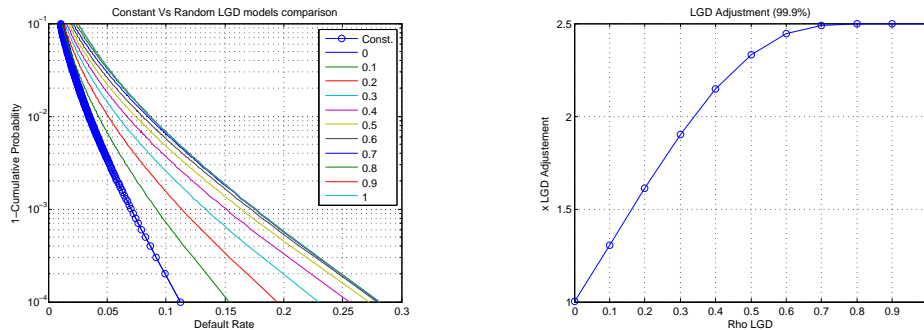 Constant Vs Random LGD models comparison
10⁻¹
10⁻²
10⁻³
10⁻⁴
1−Cumulative Probability
0 0.05 0.1 0.15 0.2 0.25 0.3
Default Rate
Const.
0
0.1
0.2
0.3
0.4
0.5
0.6
0.7
0.8
0.9
1
LGD Adjustment (99.9%)
2.5
2
1.5
1
x LGD Adjustement
0 0.1 0.2 0.3 0.4 0.5 0.6 0.7 0.8 0.9
Rho LGD